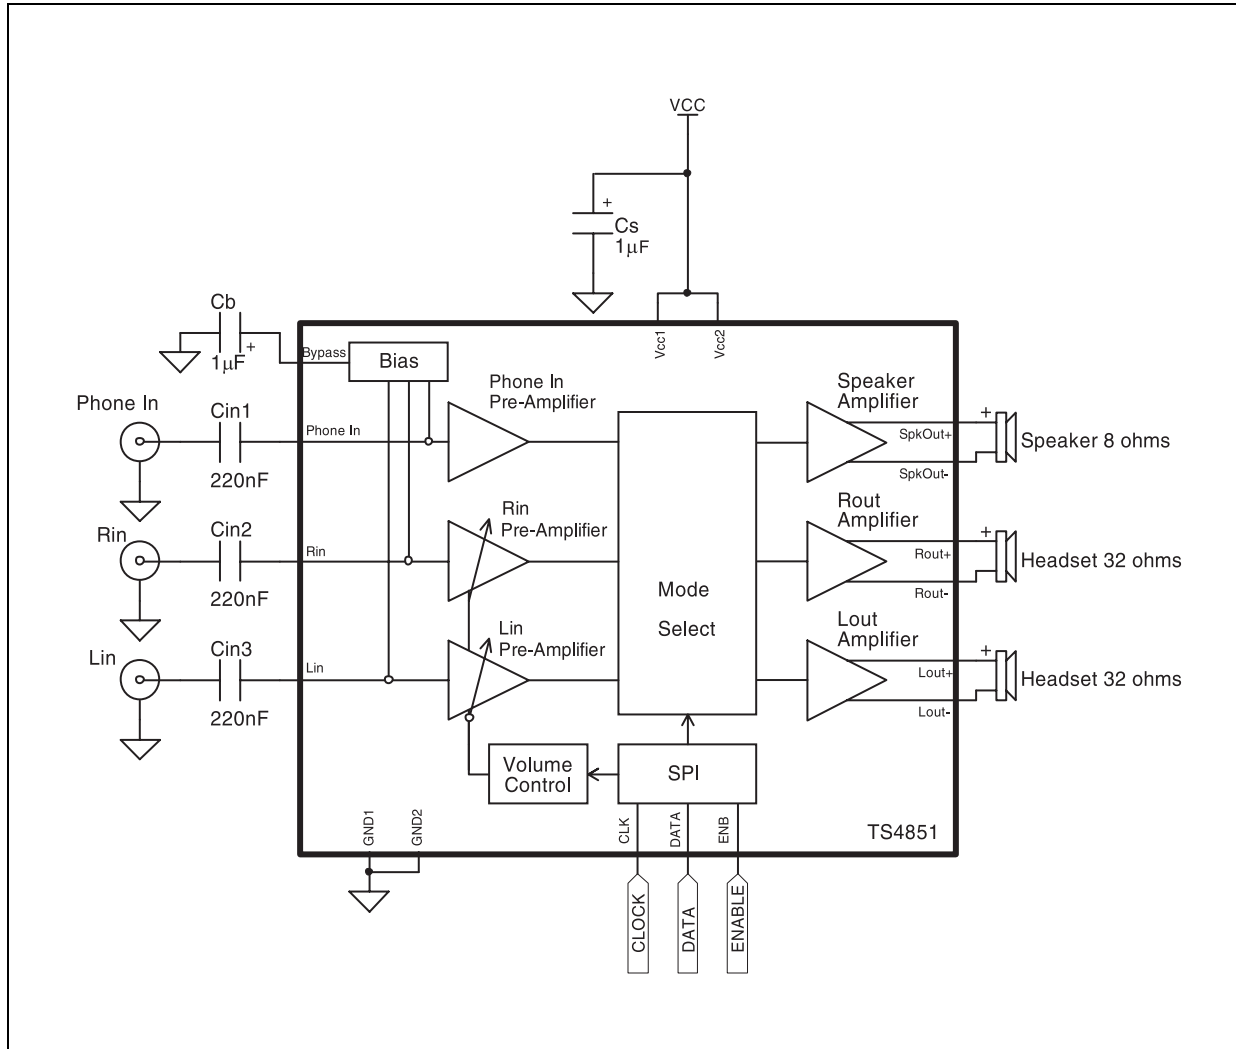 VCC
+
Cs
1µF
Cb
+
1µF
Vcc1
Vcc2
Bypass
Bias
Phone In
Cin1
220nF
Phone In
Phone In
Pre-Amplifier
Speaker
Amplifier
SpkOut+
SpkOut-
+
Speaker 8 ohms
Rin
Cin2
220nF
Rin
Rin
Pre-Amplifier
Mode
Select
Rout
Amplifier
Rout+
Rout-
+
Headset 32 ohms
Lin
Cin3
220nF
Lin
Lin
Pre-Amplifier
Lout
Amplifier
Lout+
Lout-
+
Headset 32 ohms
Volume
Control
SPI
GND1
GND2
CLK
DATA
ENB
TS4851
CLOCK
DATA
ENABLE